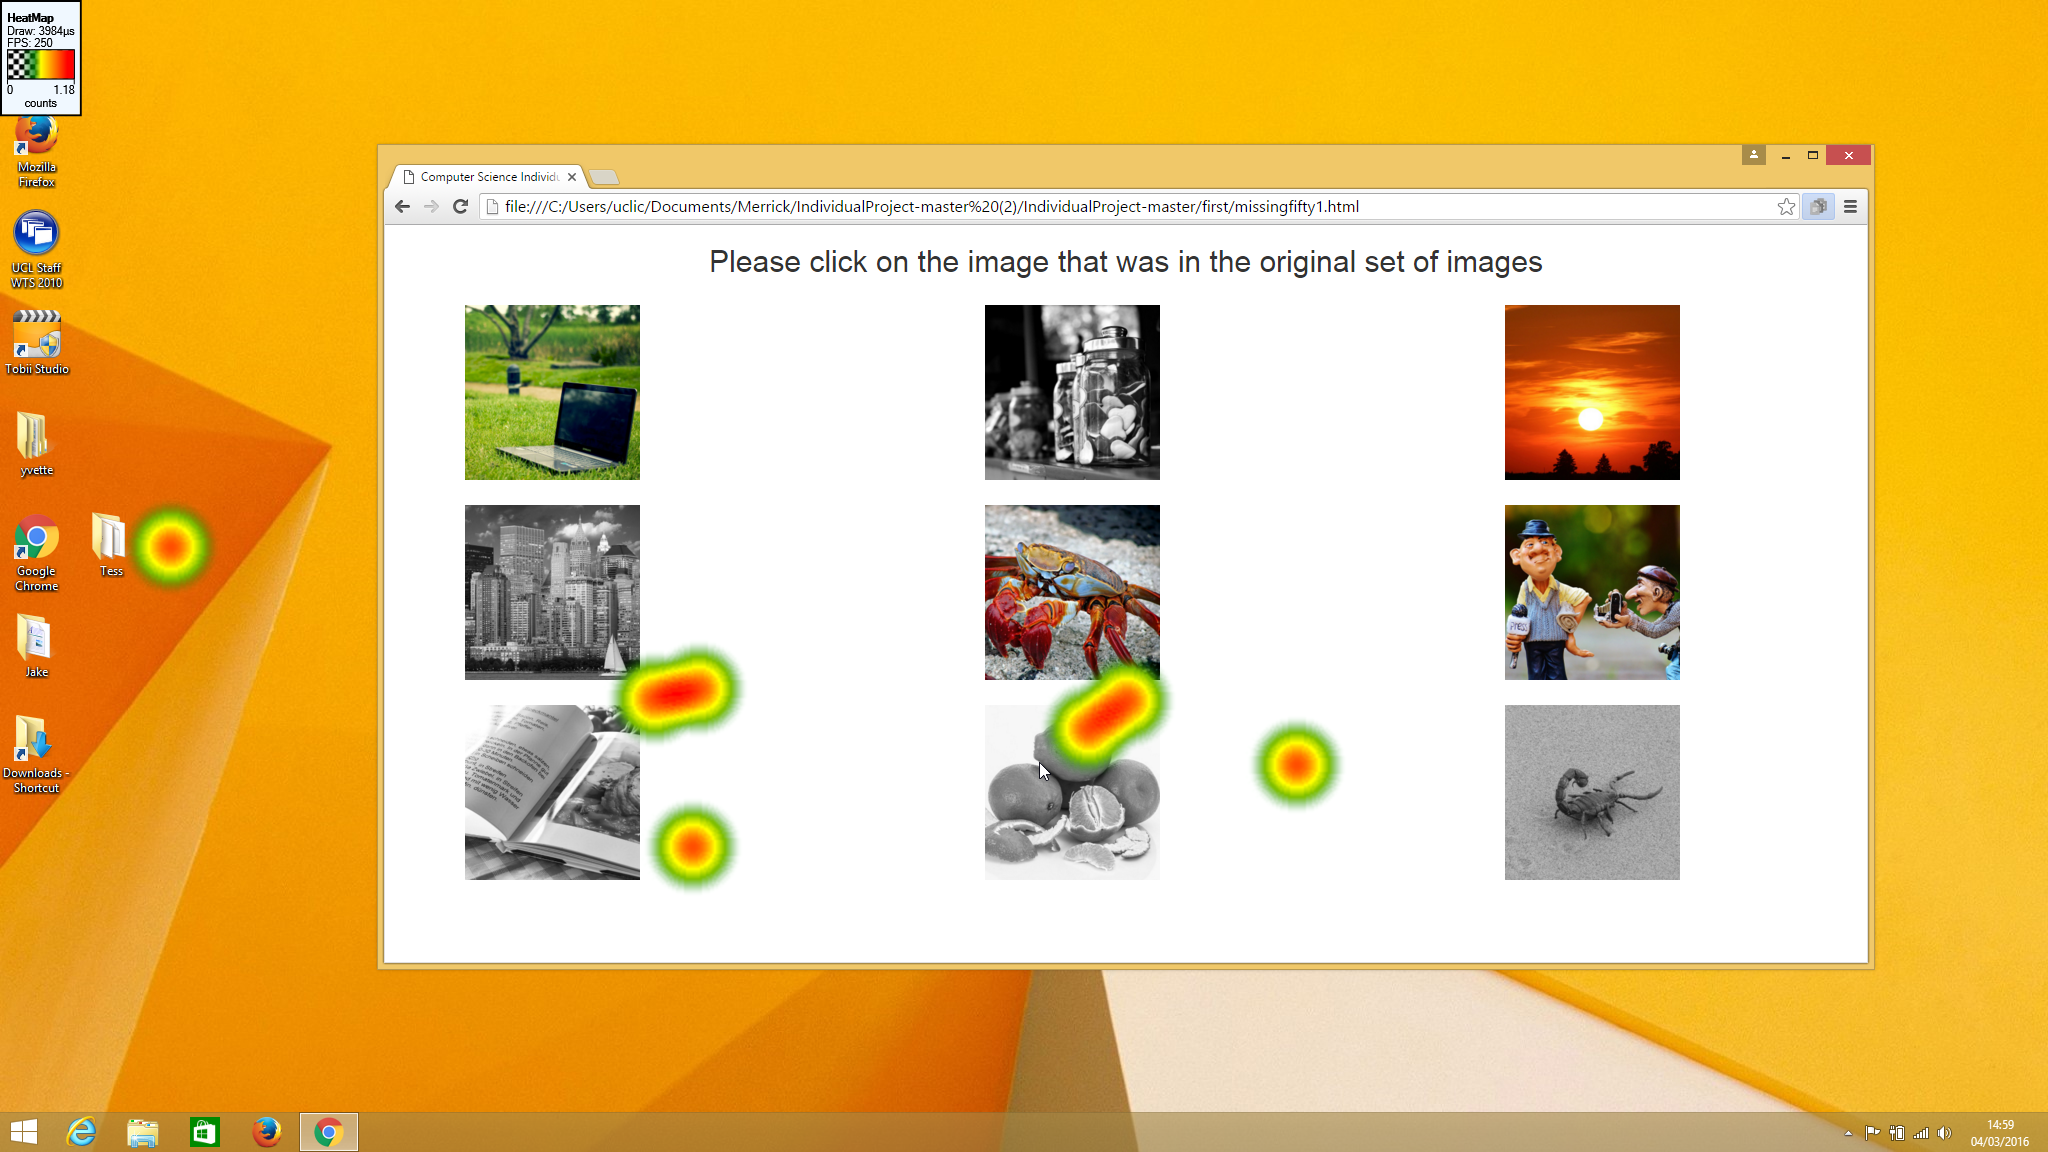 HeatMap
Draw: 3984µs
FPS: 250
0 1.18
counts
Mozilla
Firefox
UCL Staff
WTS 2010
Tobii Studio
yvette
Google
Chrome
Tess
Jake
Downloads -
Shortcut
Computer Science Individu
file:///C:/Users/uclic/Documents/Merrick/IndividualProject-master%20(2)/IndividualProject-master/first/missingfifty1.html
Please click on the image that was in the original set of images
PRESS
14:59
04/03/2016